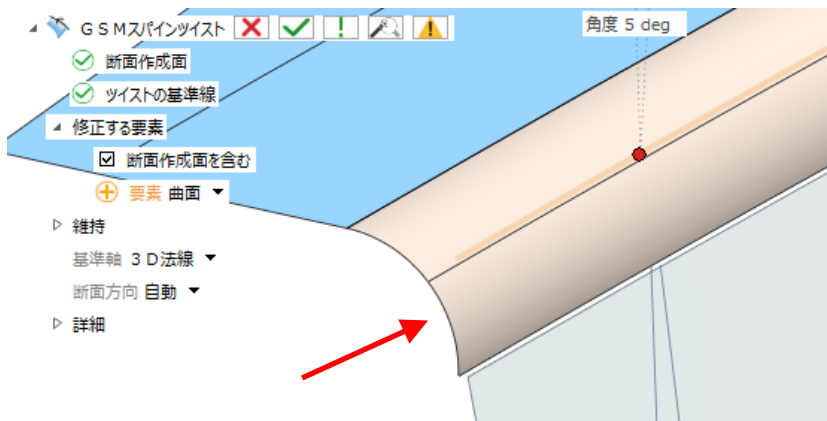 GSMスパインツイスト
角度 5 deg
断面作成面
ツイストの基準線
修正する要素
断面作成面を含む
要素 曲面
維持
基準軸 3D法線
断面方向 自動
詳細